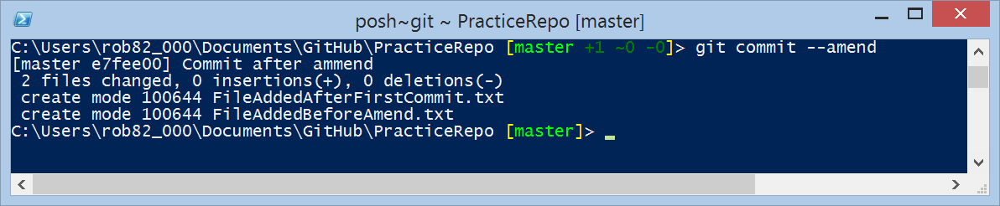 posh~git ~ PracticeRepo [master]
C:\Users\rob82_000\Documents\GitHub\PracticeRepo [master +1 ~0 -0]> git commit --amend
[master e7fee00] Commit after ammend
 2 files changed, 0 insertions(+), 0 deletions(-)
 create mode 100644 FileAddedAfterFirstCommit.txt
 create mode 100644 FileAddedBeforeAmend.txt
C:\Users\rob82_000\Documents\GitHub\PracticeRepo [master]> _